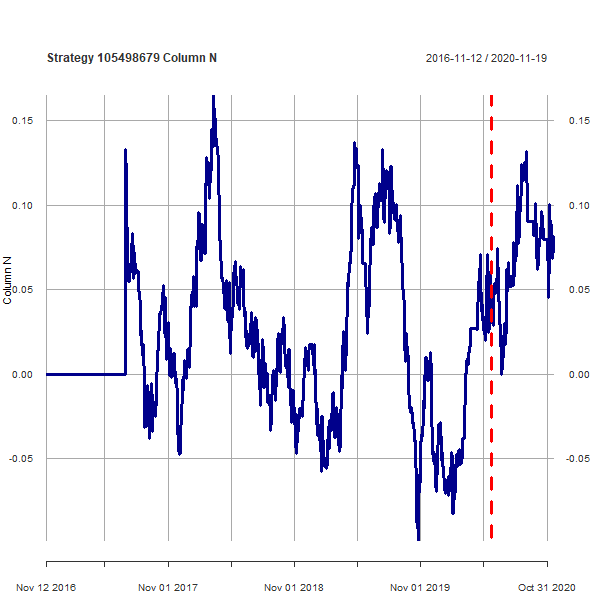 Strategy 105498679 Column N
2016-11-12 / 2020-11-19
0.15 0.15
0.10 0.10
0.05 0.05
Column N
0.00 0.00
-0.05 -0.05
Nov 12 2016 Nov 01 2017 Nov 01 2018 Nov 01 2019 Oct 31 2020